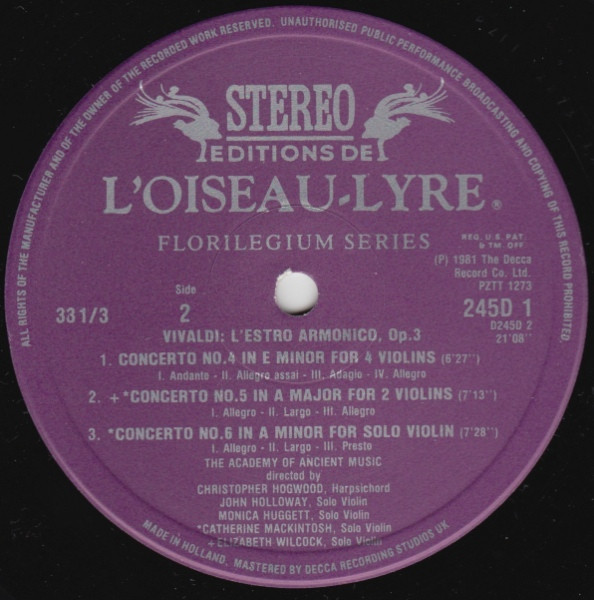 ALL RIGHTS OF THE MANUFACTURER AND OF THE OWNER OF THE RECORDED WORK RESERVED. UNAUTHORISED PUBLIC PERFORMANCE BROADCASTING AND COPYING OF THIS RECORD PROHIBITED.
STEREO
EDITIONS DE
L'OISEAU-LYRE®
FLORILEGIUM SERIES
REG. U.S. PAT.
& TM OFF
(P) 1981 The Decca
Record Co. Ltd.
PZTT 1273
Side
33 1/3 2 245D 1
D245D 2
21'08"
VIVALDI: L'ESTRO ARMONICO, Op.3
1. CONCERTO NO.4 IN E MINOR FOR 4 VIOLINS (6'27")
I. Andante - II. Allegro assai - III. Adagio - IV. Allegro
2. +*CONCERTO NO.5 IN A MAJOR FOR 2 VIOLINS (7'13")
I. Allegro - II. Largo - III. Allegro
3. *CONCERTO NO.6 IN A MINOR FOR SOLO VIOLIN (7'28")
I. Allegro - II. Largo - III. Presto
THE ACADEMY OF ANCIENT MUSIC
directed by
CHRISTOPHER HOGWOOD, Harpsichord
JOHN HOLLOWAY, Solo Violin
MONICA HUGGETT, Solo Violin
*CATHERINE MACKINTOSH, Solo Violin
+ELIZABETH WILCOCK, Solo Violin
MADE IN HOLLAND. MASTERED BY DECCA RECORDING STUDIOS UK